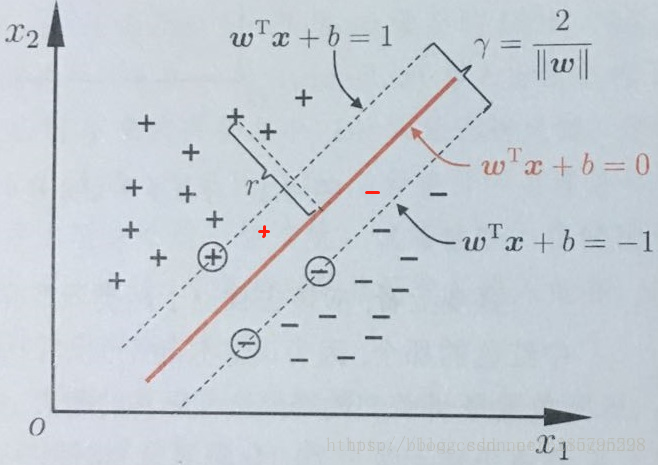 x₂
wᵀx + b = 1
γ = 2/‖w‖
r
wᵀx + b = 0
wᵀx + b = −1
O
x₁